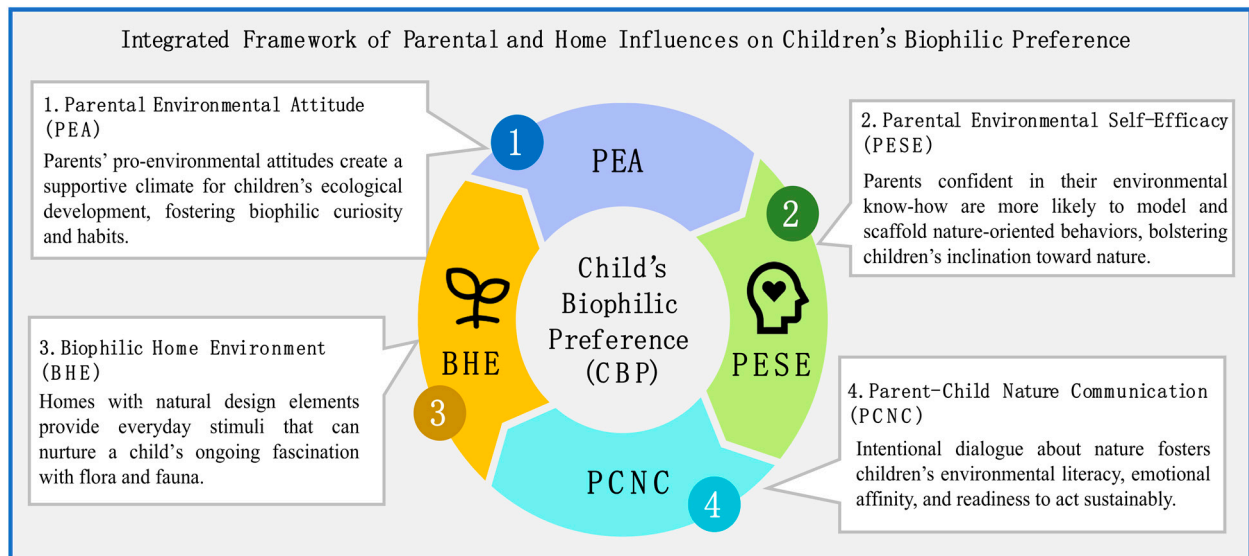 Integrated Framework of Parental and Home Influences on Children's Biophilic Preference
1. Parental Environmental Attitude
(PEA)
Parents' pro-environmental attitudes create a
supportive climate for children's ecological
development, fostering biophilic curiosity
and habits.
1
PEA
2. Parental Environmental Self-Efficacy
(PESE)
Parents confident in their environmental
know-how are more likely to model and
scaffold nature-oriented behaviors, bolstering
children's inclination toward nature.
2
PESE
Child's
Biophilic
Preference
(CBP)
3. Biophilic Home Environment
(BHE)
Homes with natural design elements
provide everyday stimuli that can
nurture a child's ongoing fascination
with flora and fauna.
BHE
3
4. Parent-Child Nature Communication
(PCNC)
Intentional dialogue about nature fosters
children's environmental literacy, emotional
affinity, and readiness to act sustainably.
PCNC
4